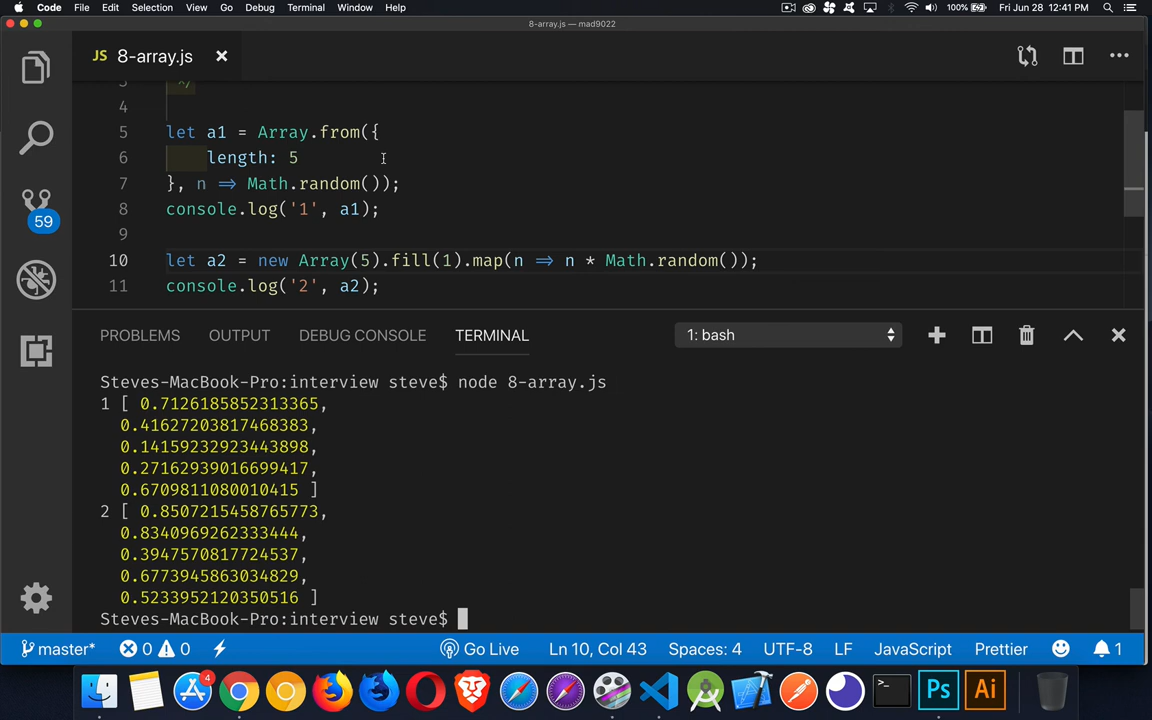 Code File Edit Selection View Go Debug Terminal Window Help 100% Fri Jun 28 12:41 PM
8-array.js — mad9022
JS 8-array.js
3 */
4
5 let a1 = Array.from({
6 length: 5
7 }, n => Math.random());
8 console.log('1', a1);
9
10 let a2 = new Array(5).fill(1).map(n => n * Math.random());
11 console.log('2', a2);
59
PROBLEMS OUTPUT DEBUG CONSOLE TERMINAL 1: bash
Steves-MacBook-Pro:interview steve$ node 8-array.js
1 [ 0.7126185852313365,
0.41627203817468383,
0.14159232923443898,
0.27162939016699417,
0.6709811080010415 ]
2 [ 0.8507215458765773,
0.8340969262333444,
0.3947570817724537,
0.6773945863034829,
0.5233952120350516 ]
Steves-MacBook-Pro:interview steve$
master* 0 0 Go Live Ln 10, Col 43 Spaces: 4 UTF-8 LF JavaScript Prettier 1
4
Ps Ai